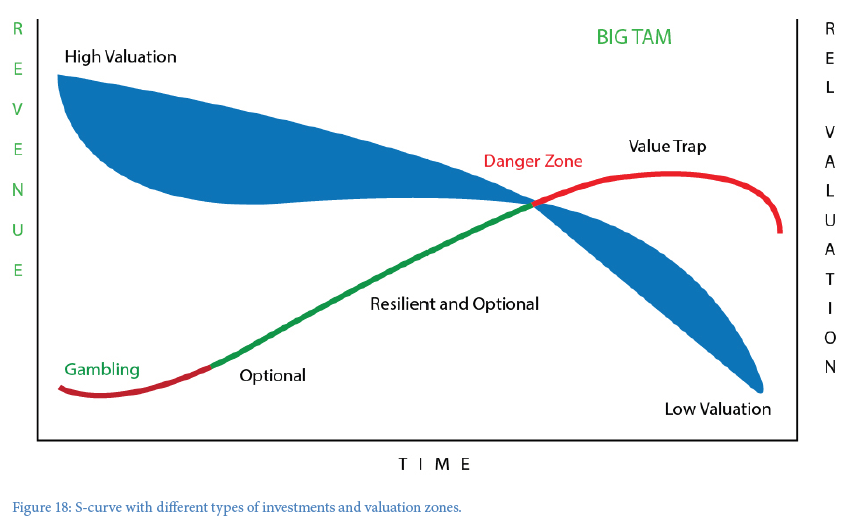 REVENUE
BIG TAM
High Valuation
Danger Zone
Value Trap
Resilient and Optional
Gambling
Optional
Low Valuation
REL VALUATION
TIME
Figure 18: S-curve with different types of investments and valuation zones.